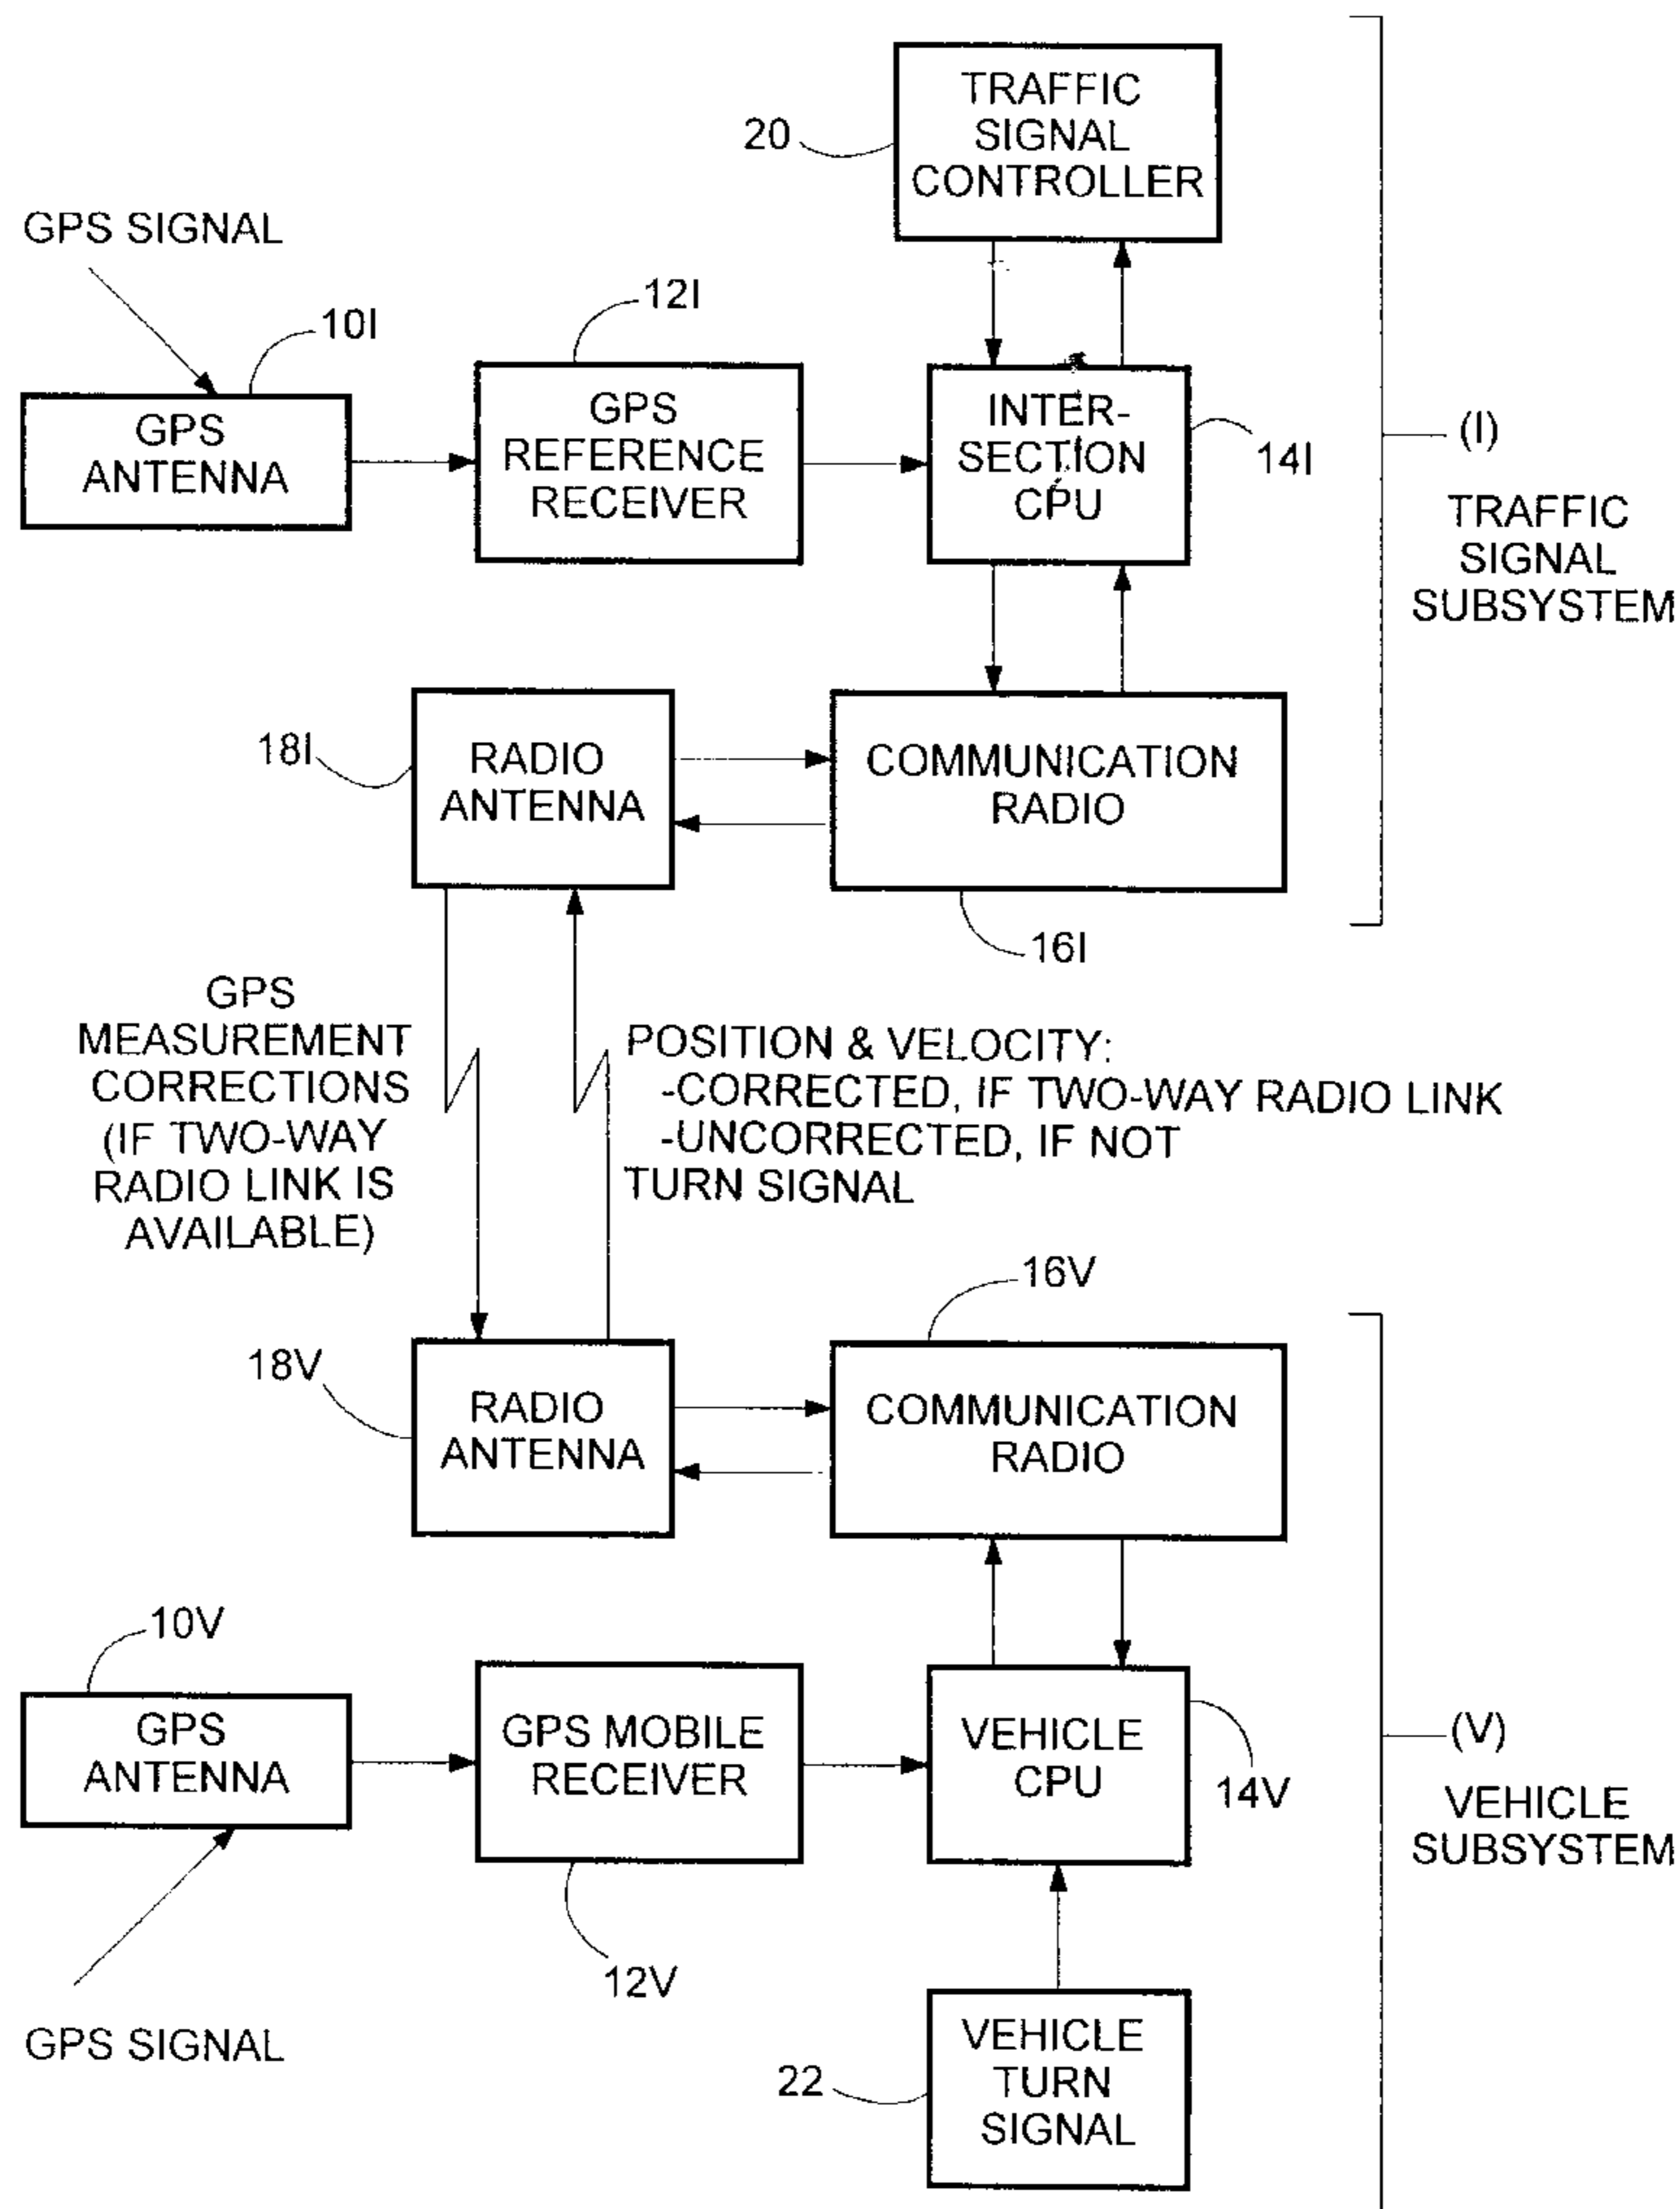 TRAFFIC
SIGNAL
CONTROLLER
20
GPS SIGNAL
10I
12I
GPS
ANTENNA
GPS
REFERENCE
RECEIVER
INTER-
SECTION
CPU
14I
(I)
TRAFFIC
SIGNAL
SUBSYSTEM
18I
RADIO
ANTENNA
COMMUNICATION
RADIO
16I
GPS
MEASUREMENT
CORRECTIONS
(IF TWO-WAY
RADIO LINK IS
AVAILABLE)
POSITION & VELOCITY:
-CORRECTED, IF TWO-WAY RADIO LINK
-UNCORRECTED, IF NOT
TURN SIGNAL
16V
18V
RADIO
ANTENNA
COMMUNICATION
RADIO
10V
GPS
ANTENNA
GPS MOBILE
RECEIVER
VEHICLE
CPU
14V
(V)
VEHICLE
SUBSYSTEM
12V
GPS SIGNAL
22
VEHICLE
TURN
SIGNAL